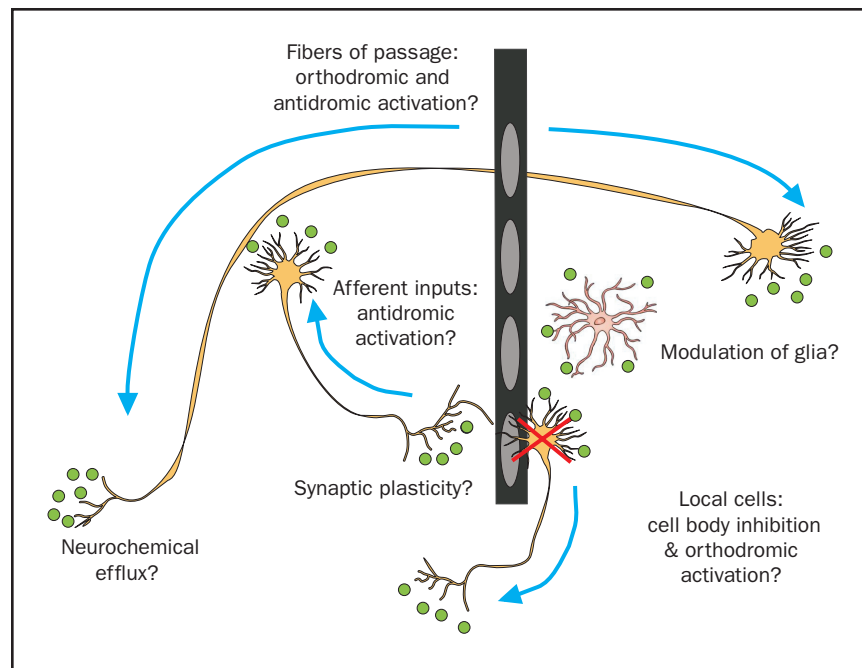 Fibers of passage:
orthodromic and
antidromic activation?
Afferent inputs:
antidromic
activation?
Modulation of glia?
Synaptic plasticity?
Local cells:
cell body inhibition
& orthodromic
activation?
Neurochemical
efflux?